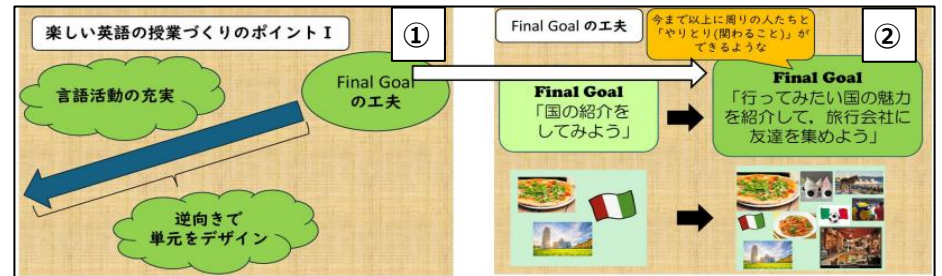 楽しい英語の授業づくりのポイントⅠ
①
言語活動の充実
Final Goal
の工夫
逆向きで
単元をデザイン
Final Goal の工夫
今まで以上に周りの人たちと
「やりとり(関わること)」が
できるような
②
Final Goal
「国の紹介を
してみよう」
Final Goal
「行ってみたい国の魅力
を紹介して，旅行会社に
友達を集めよう」